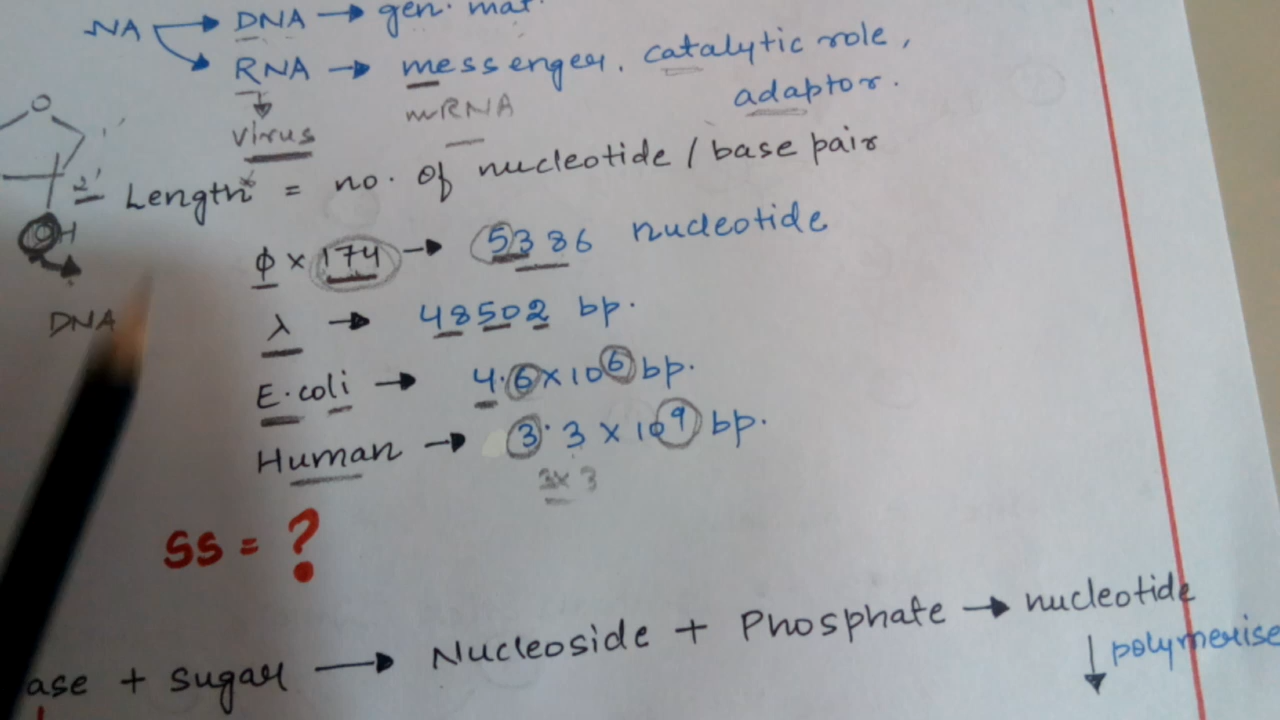 NA → DNA → gen. mat.
RNA → messenger, catalytic role,
adaptor.
virus
mRNA
2'
OH
DNA
Length = no. of nucleotide / base pair
φ × 174 → 5386 nucleotide
λ → 48502 bp.
E.coli → 4.6 × 10⁶ bp.
Human → 3.3 × 10⁹ bp.
3 × 3
SS = ?
ase + sugar → Nucleoside + Phosphate → nucleotide
↓ polymerise